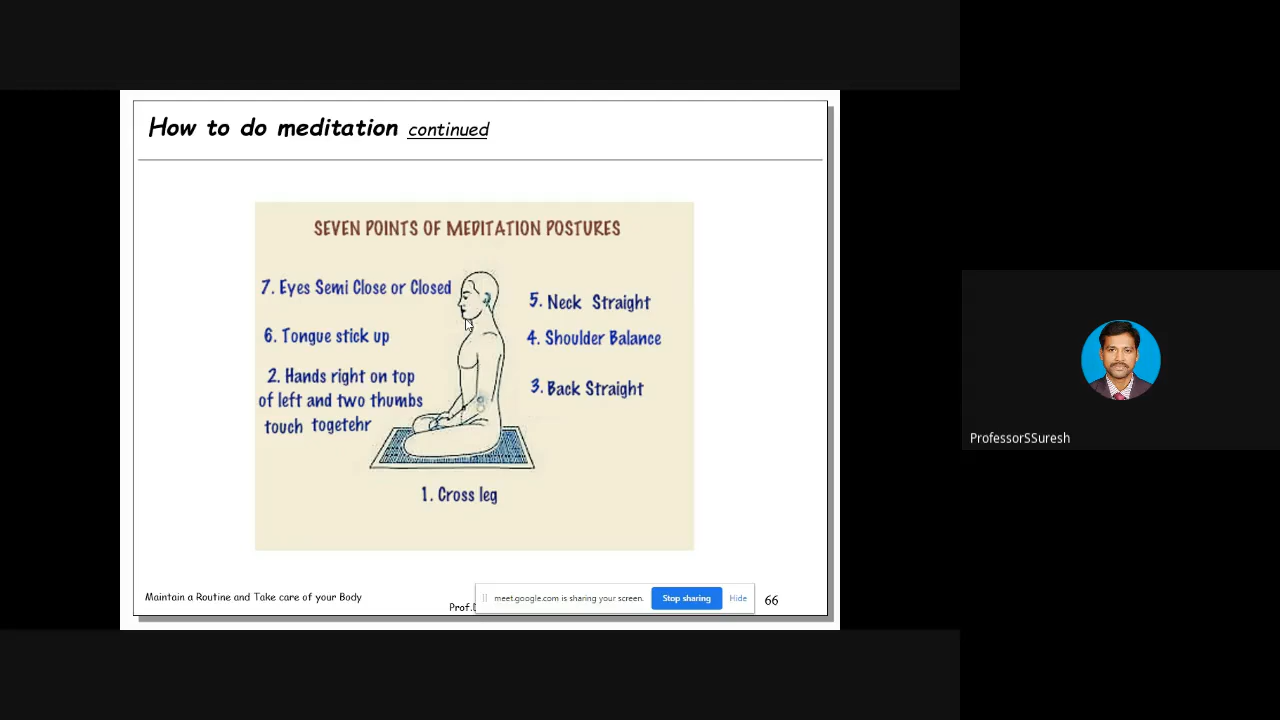 How to do meditation continued
SEVEN POINTS OF MEDITATION POSTURES
7. Eyes Semi Close or Closed
6. Tongue stick up
2. Hands right on top
of left and two thumbs
touch togetehr
5. Neck Straight
4. Shoulder Balance
3. Back Straight
1. Cross leg
Maintain a Routine and Take care of your Body
Prof.D
meet.google.com is sharing your screen.
Stop sharing
Hide
66
ProfessorSSuresh